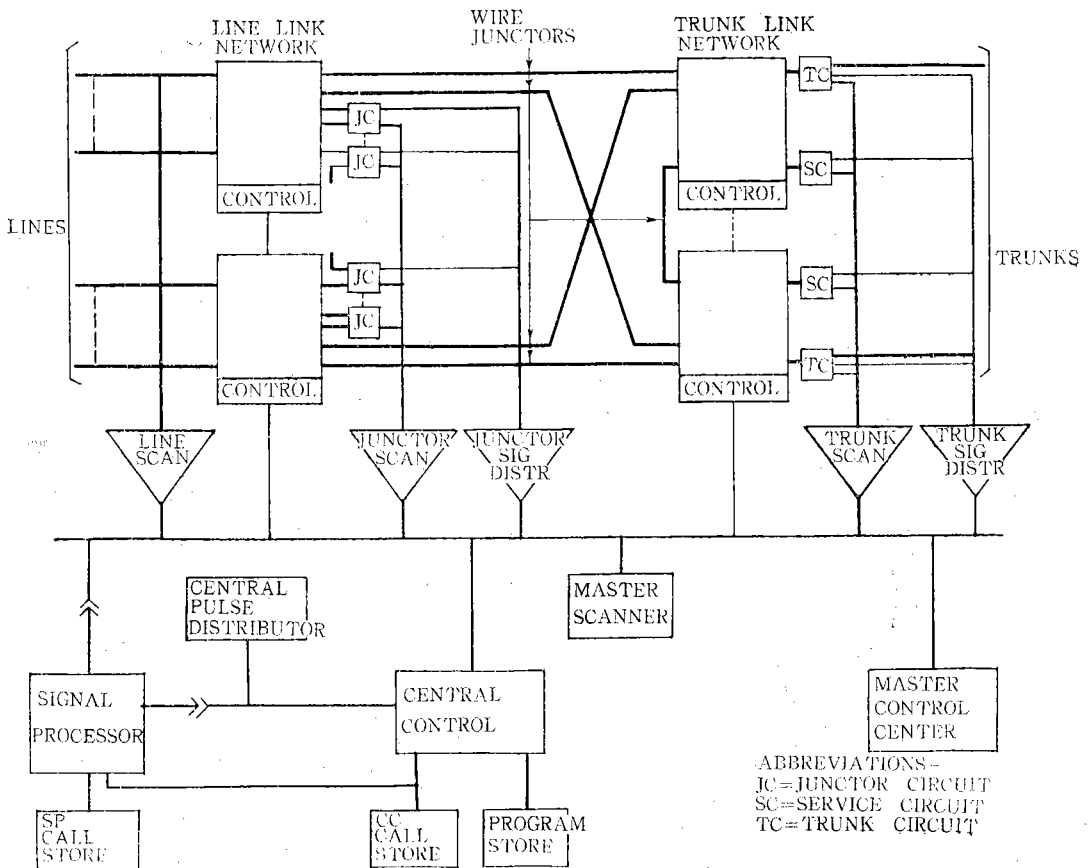 LINE LINK
NETWORK
WIRE
JUNCTORS
TRUNK LINK
NETWORK
TC
JC
JC
SC
CONTROL
CONTROL
LINES
TRUNKS
JC
SC
JC
TC
CONTROL
CONTROL
LINE
SCAN
JUNCTOR
SCAN
JUNCTOR
SIG
DISTR
TRUNK
SCAN
TRUNK
SIG
DISTR
CENTRAL
PULSE
DISTRIBUTOR
MASTER
SCANNER
SIGNAL
PROCESSOR
CENTRAL
CONTROL
MASTER
CONTROL
CENTER
SP
CALL
STORE
CC
CALL
STORE
PROGRAM
STORE
ABBREVIATIONS-
JC=JUNCTOR CIRCUIT
SC=SERVICE CIRCUIT
TC=TRUNK CIRCUIT